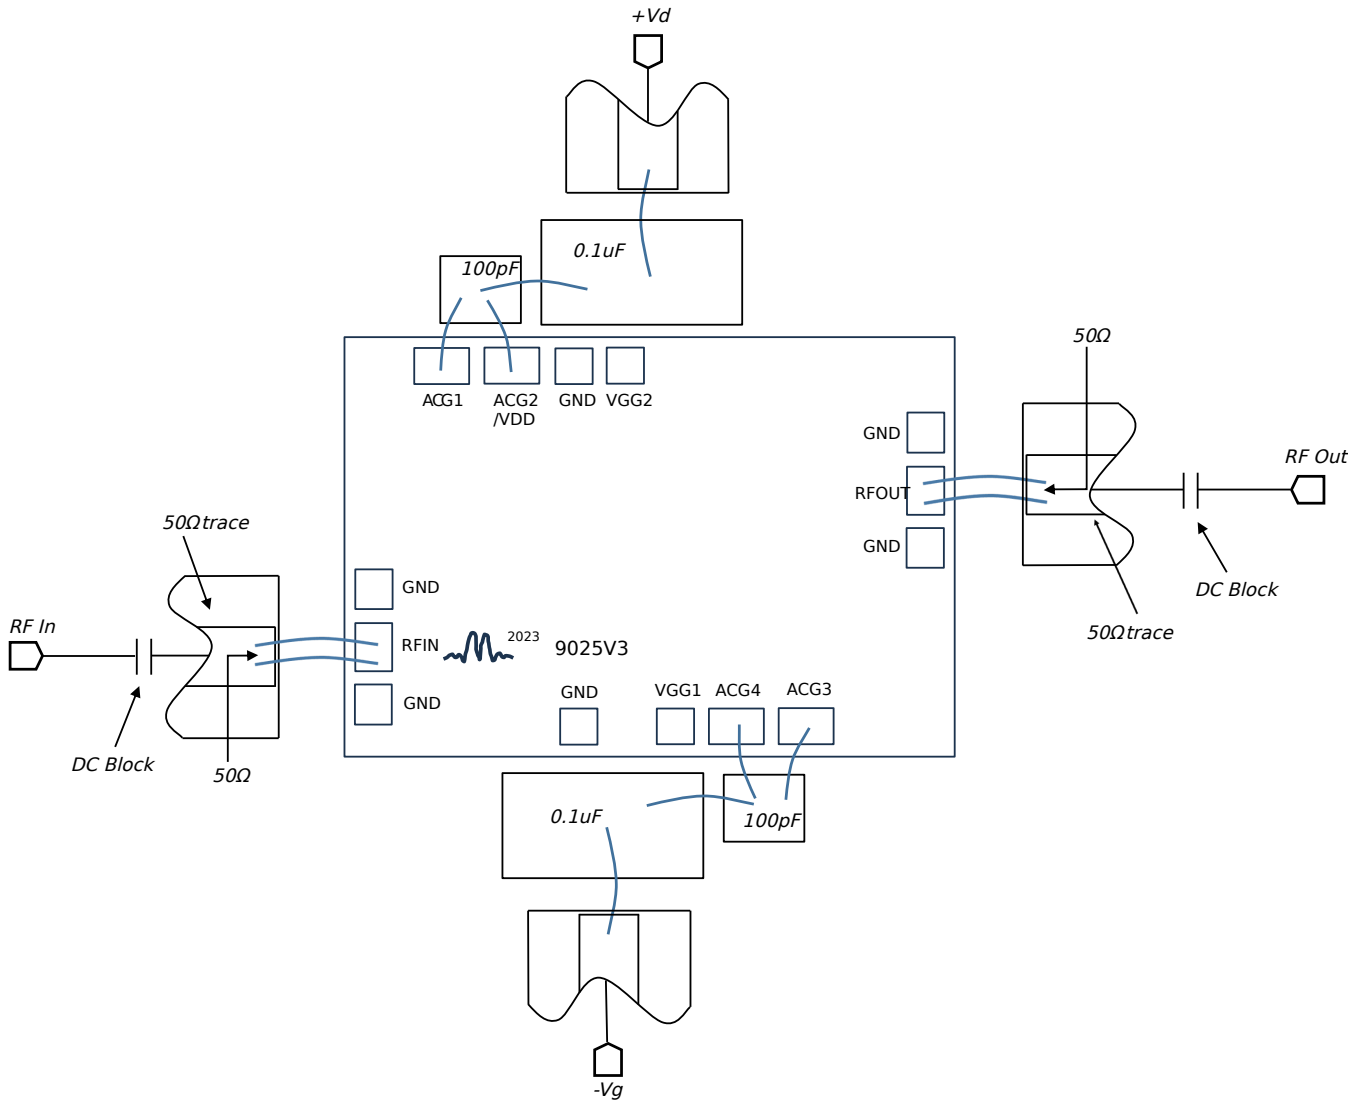 +Vd
0.1uF
100pF
50Ω
ACG1
ACG2
/VDD
GND
VGG2
GND
RF Out
RFOUT
50Ωtrace
GND
DC Block
GND
RF In
50Ωtrace
RFIN
2023
9025V3
GND
VGG1
ACG4
ACG3
GND
DC Block
50Ω
0.1uF
100pF
-Vg